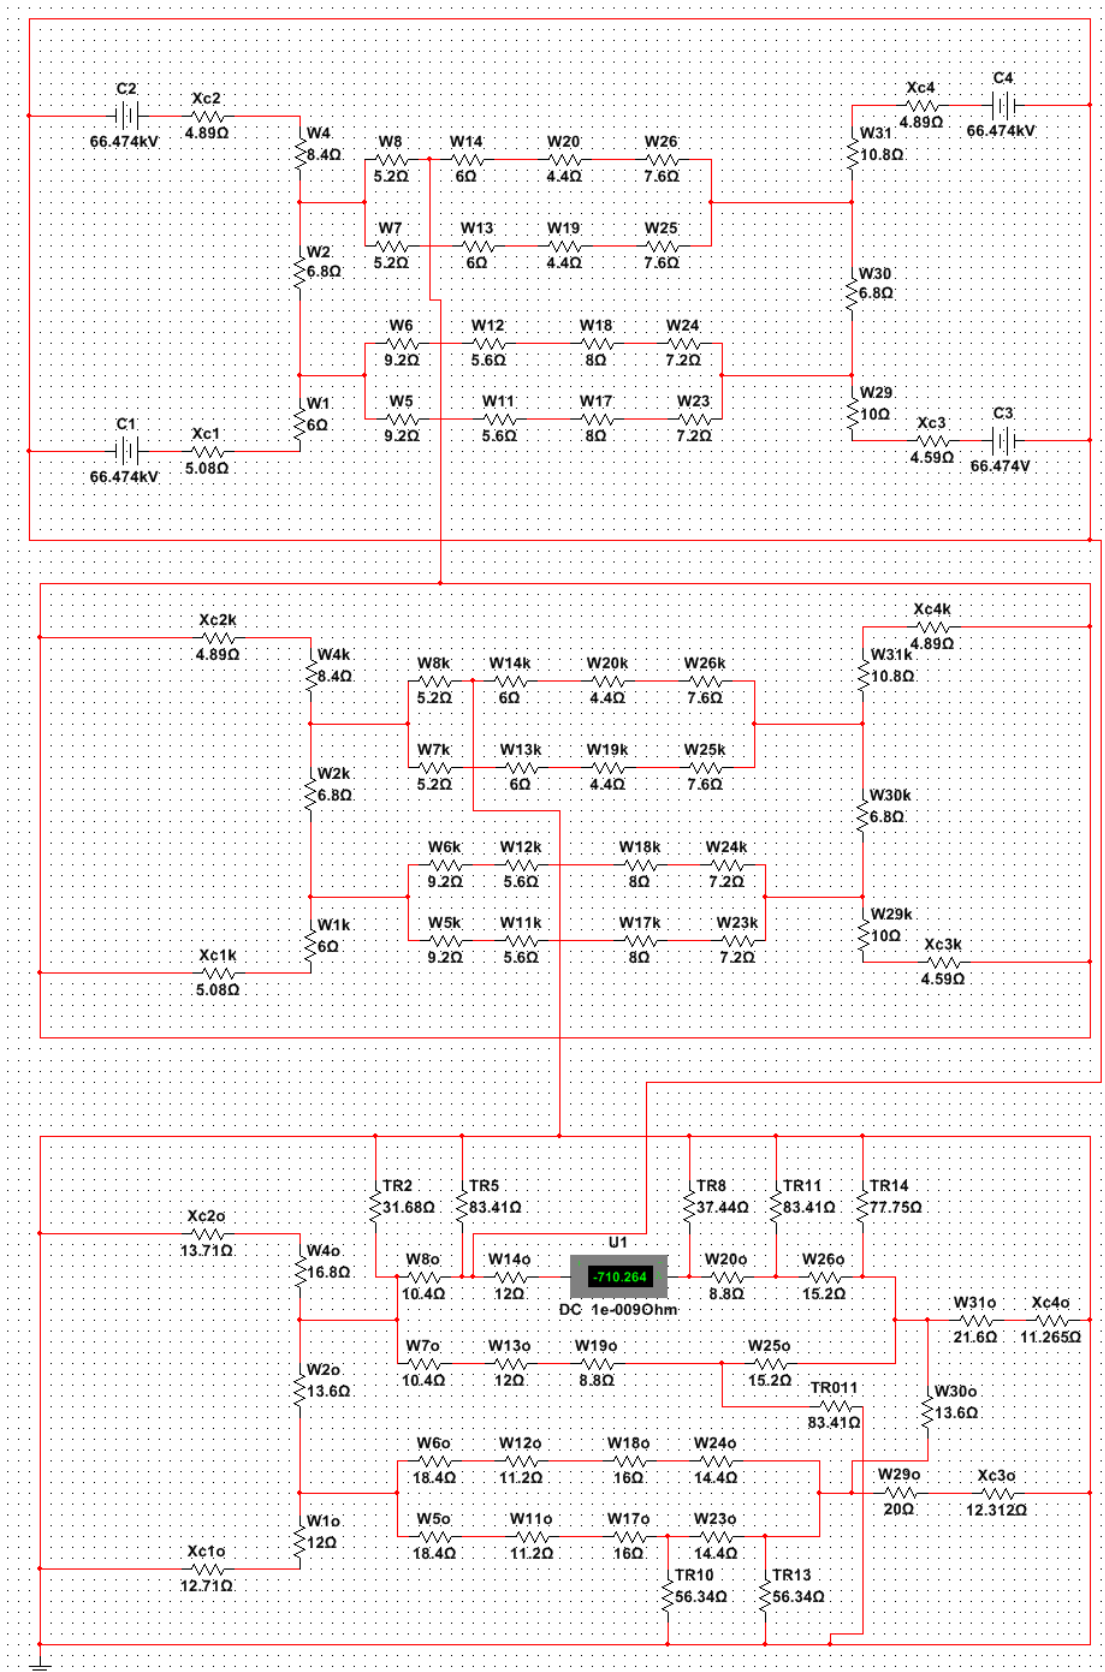 C2
66.474kV
Xc2
4.89Ω
W4
8.4Ω
W8
5.2Ω
W14
6Ω
W20
4.4Ω
W26
7.6Ω
Xc4
4.89Ω
C4
66.474kV
W31
10.8Ω
W7
5.2Ω
W13
6Ω
W19
4.4Ω
W25
7.6Ω
W2
6.8Ω
W30
6.8Ω
W6
9.2Ω
W12
5.6Ω
W18
8Ω
W24
7.2Ω
W5
9.2Ω
W11
5.6Ω
W17
8Ω
W23
7.2Ω
W1
6Ω
C1
66.474kV
Xc1
5.08Ω
W29
10Ω
Xc3
4.59Ω
C3
66.474V
Xc2k
4.89Ω
W4k
8.4Ω
W8k
5.2Ω
W14k
6Ω
W20k
4.4Ω
W26k
7.6Ω
Xc4k
4.89Ω
W31k
10.8Ω
W7k
5.2Ω
W13k
6Ω
W19k
4.4Ω
W25k
7.6Ω
W2k
6.8Ω
W30k
6.8Ω
W6k
9.2Ω
W12k
5.6Ω
W18k
8Ω
W24k
7.2Ω
W5k
9.2Ω
W11k
5.6Ω
W17k
8Ω
W23k
7.2Ω
W1k
6Ω
Xc1k
5.08Ω
W29k
10Ω
Xc3k
4.59Ω
TR2
31.68Ω
TR5
83.41Ω
TR8
37.44Ω
TR11
83.41Ω
TR14
77.75Ω
Xc2o
13.71Ω
W4o
16.8Ω
W8o
10.4Ω
W14o
12Ω
U1
-710.264
DC 1e-009Ohm
W20o
8.8Ω
W26o
15.2Ω
W31o
21.6Ω
Xc4o
11.265Ω
W7o
10.4Ω
W13o
12Ω
W19o
8.8Ω
W25o
15.2Ω
TR011
83.41Ω
W2o
13.6Ω
W30o
13.6Ω
W6o
18.4Ω
W12o
11.2Ω
W18o
16Ω
W24o
14.4Ω
W29o
20Ω
Xc3o
12.312Ω
W5o
18.4Ω
W11o
11.2Ω
W17o
16Ω
W23o
14.4Ω
W1o
12Ω
Xc1o
12.71Ω
TR10
56.34Ω
TR13
56.34Ω